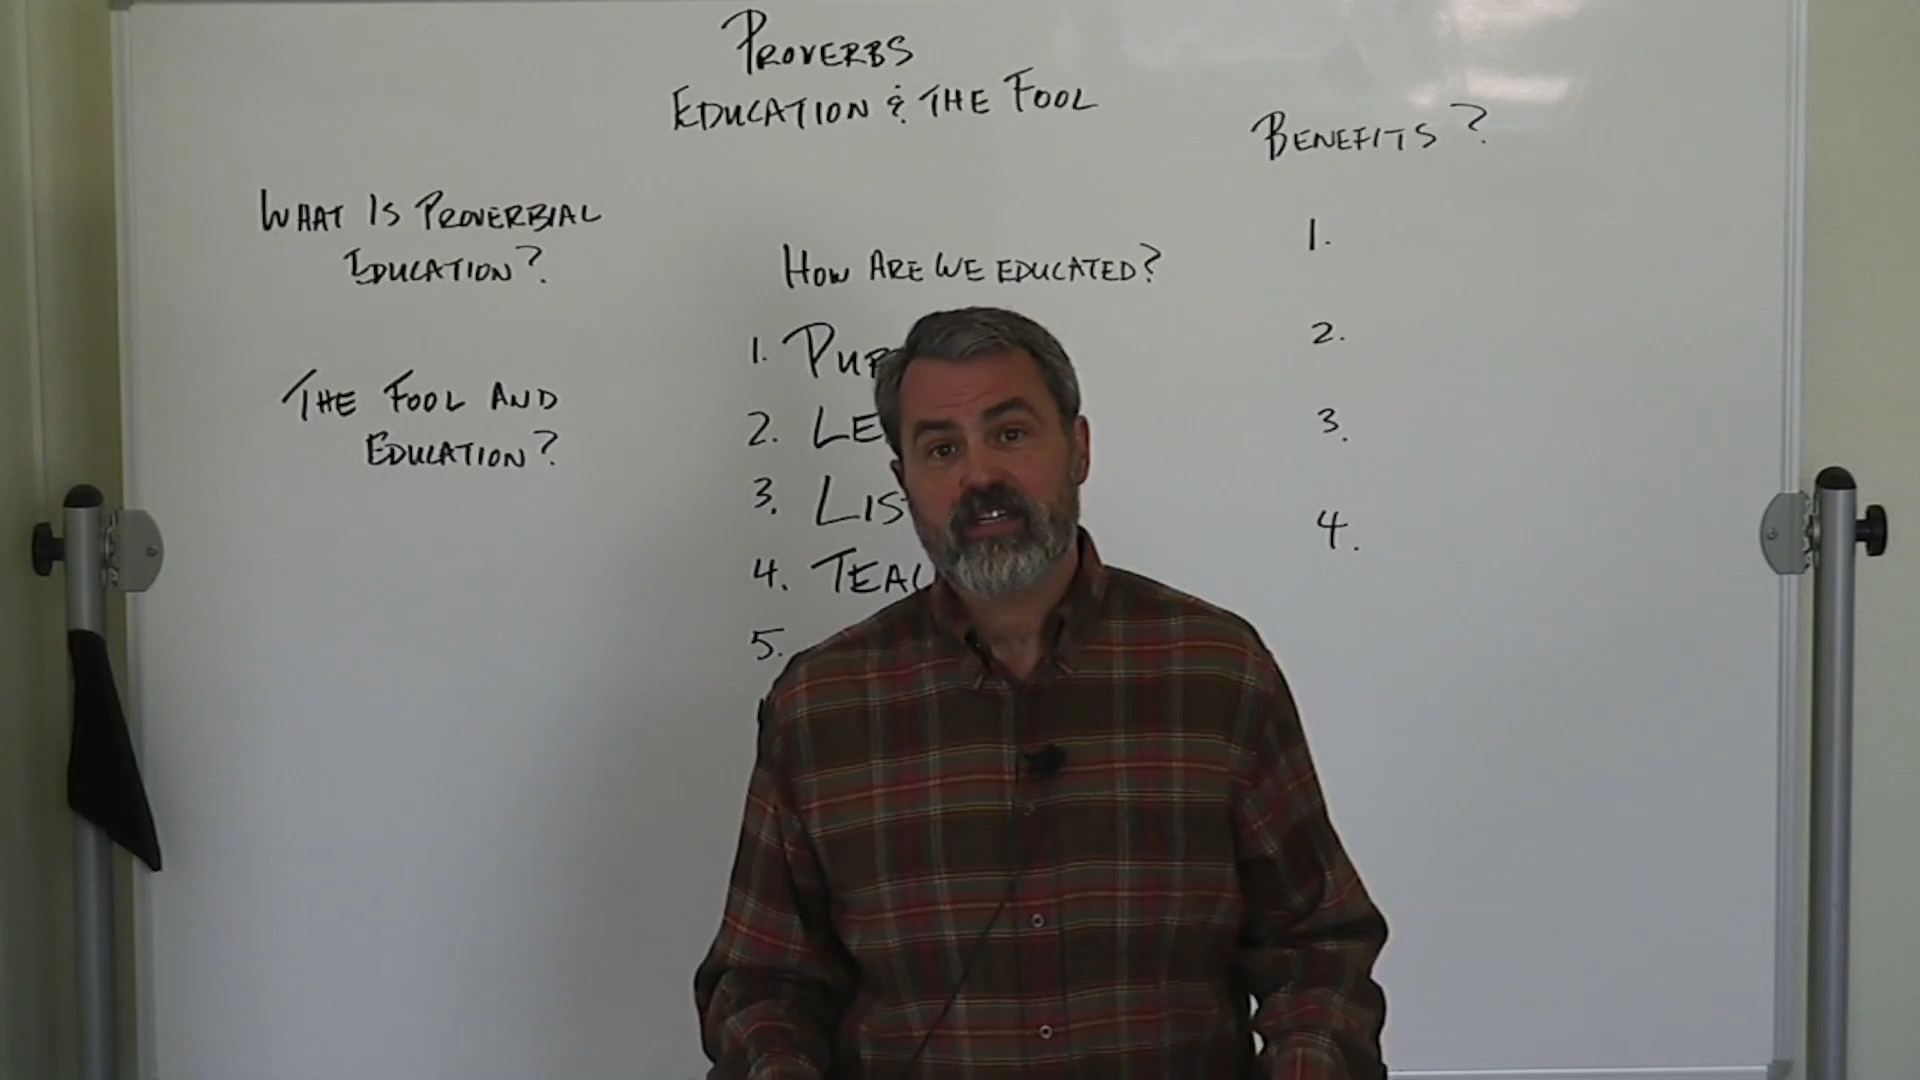 PROVERBS
EDUCATION & THE FOOL
WHAT IS PROVERBIAL
EDUCATION?
THE FOOL AND
EDUCATION?
HOW ARE WE EDUCATED?
1.
2.
3.
4.
5.
BENEFITS?
1.
2.
3.
4.